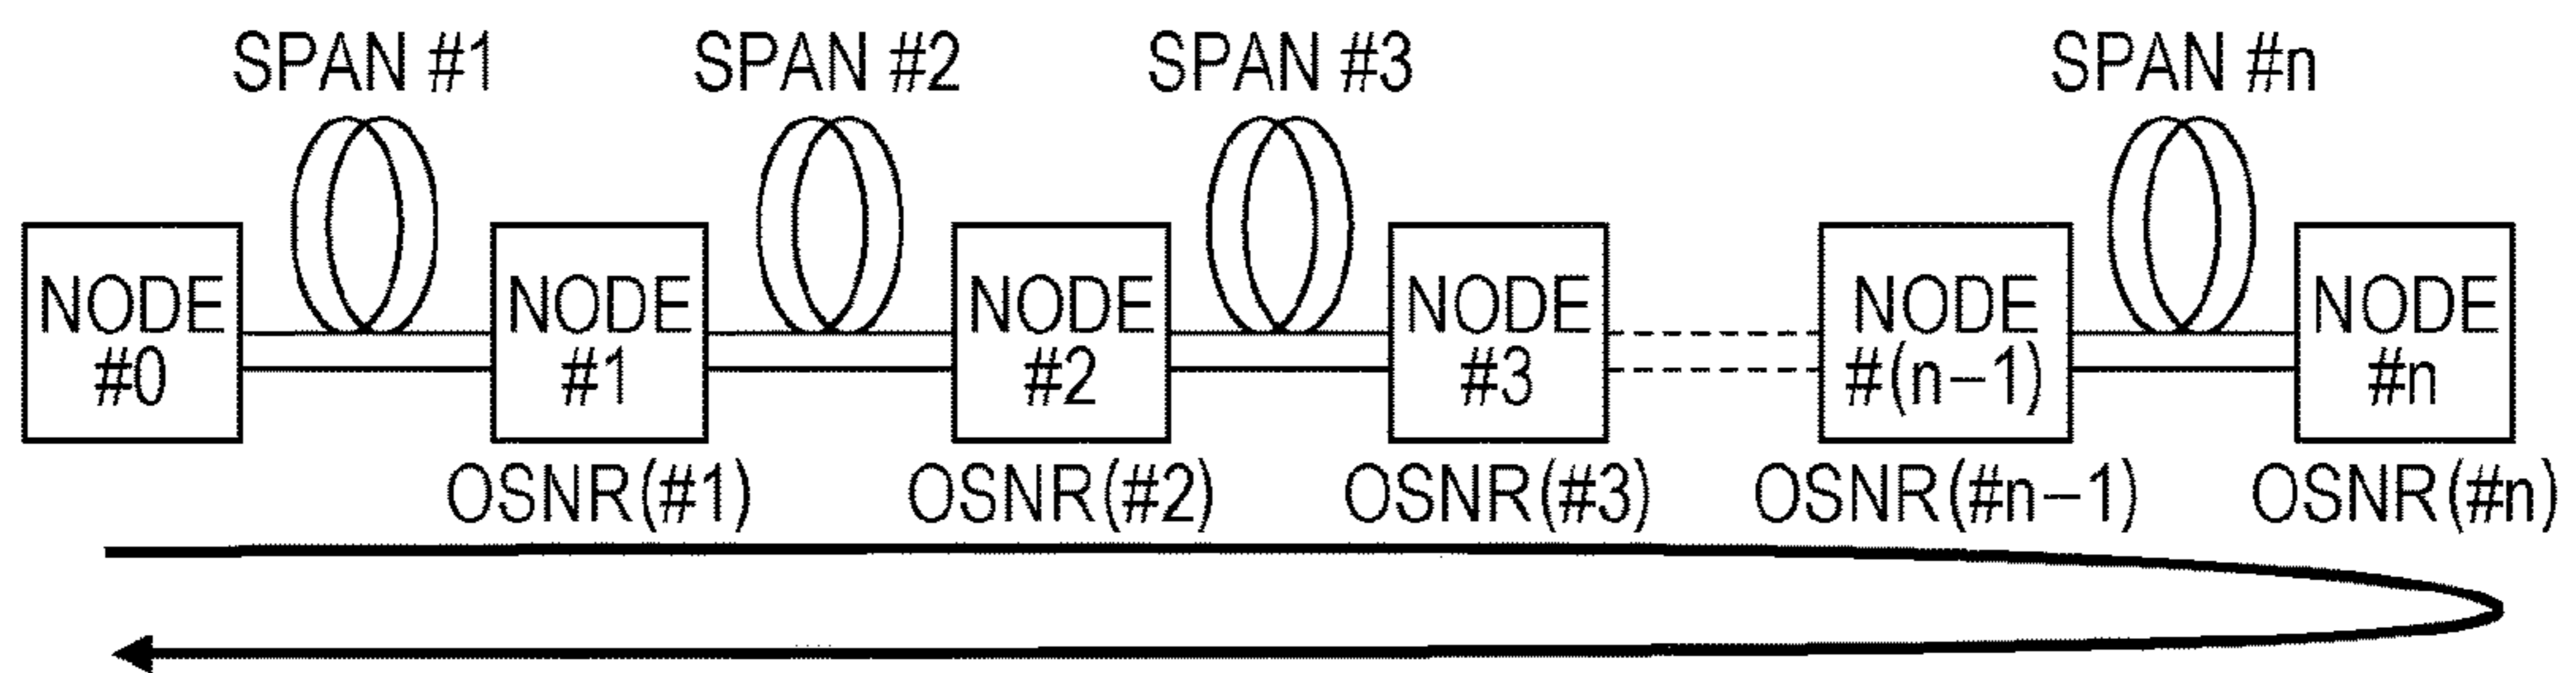 SPAN #1
SPAN #2
SPAN #3
SPAN #n
NODE
#0
NODE
#1
NODE
#2
NODE
#3
NODE
#(n−1)
NODE
#n
OSNR(#1)
OSNR(#2)
OSNR(#3)
OSNR(#n−1)
OSNR(#n)